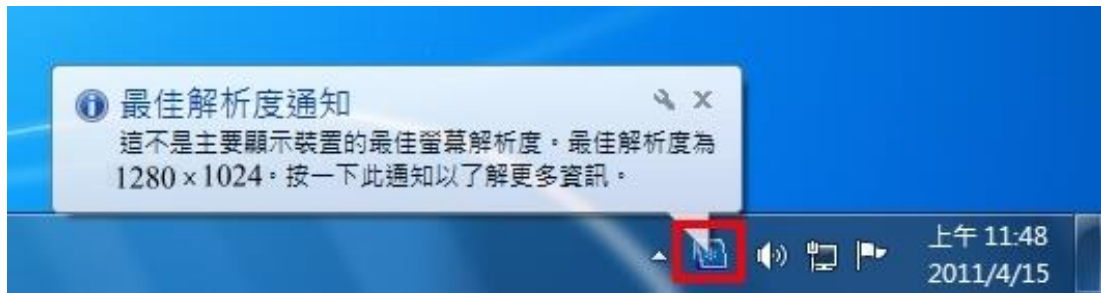 最佳解析度通知
這不是主要顯示裝置的最佳螢幕解析度。最佳解析度為
1280 × 1024。按一下此通知以了解更多資訊。
上午 11:48
2011/4/15